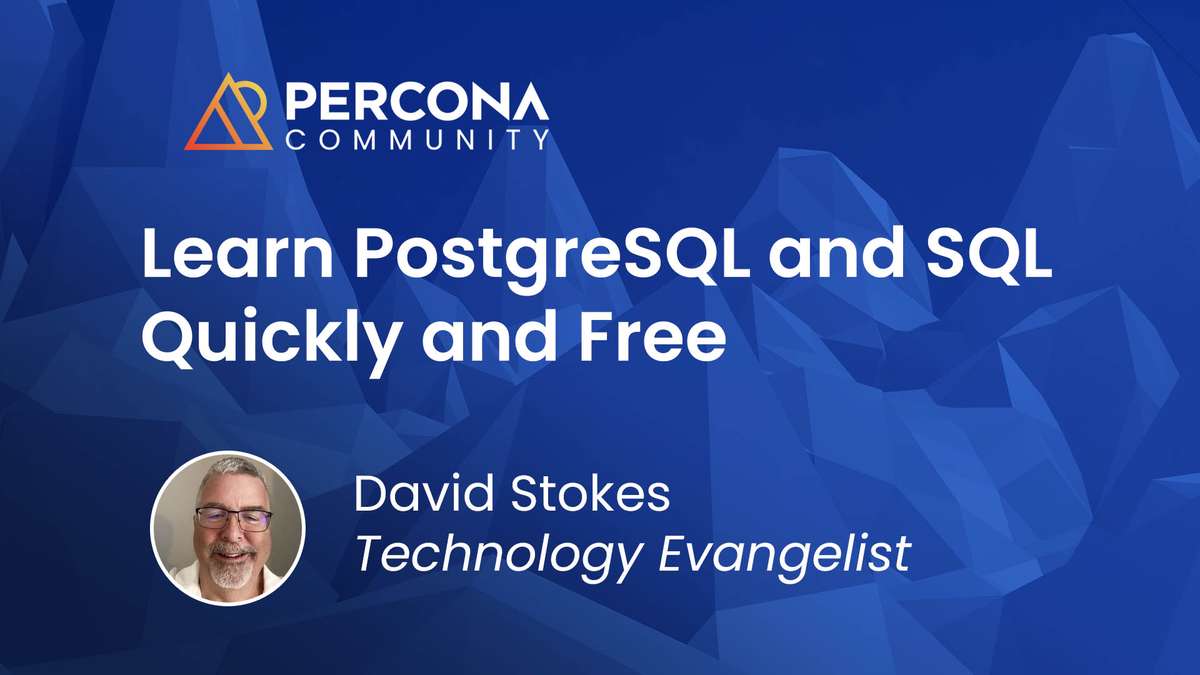 PERCONA
COMMUNITY
Learn PostgreSQL and SQL
Quickly and Free
David Stokes
Technology Evangelist